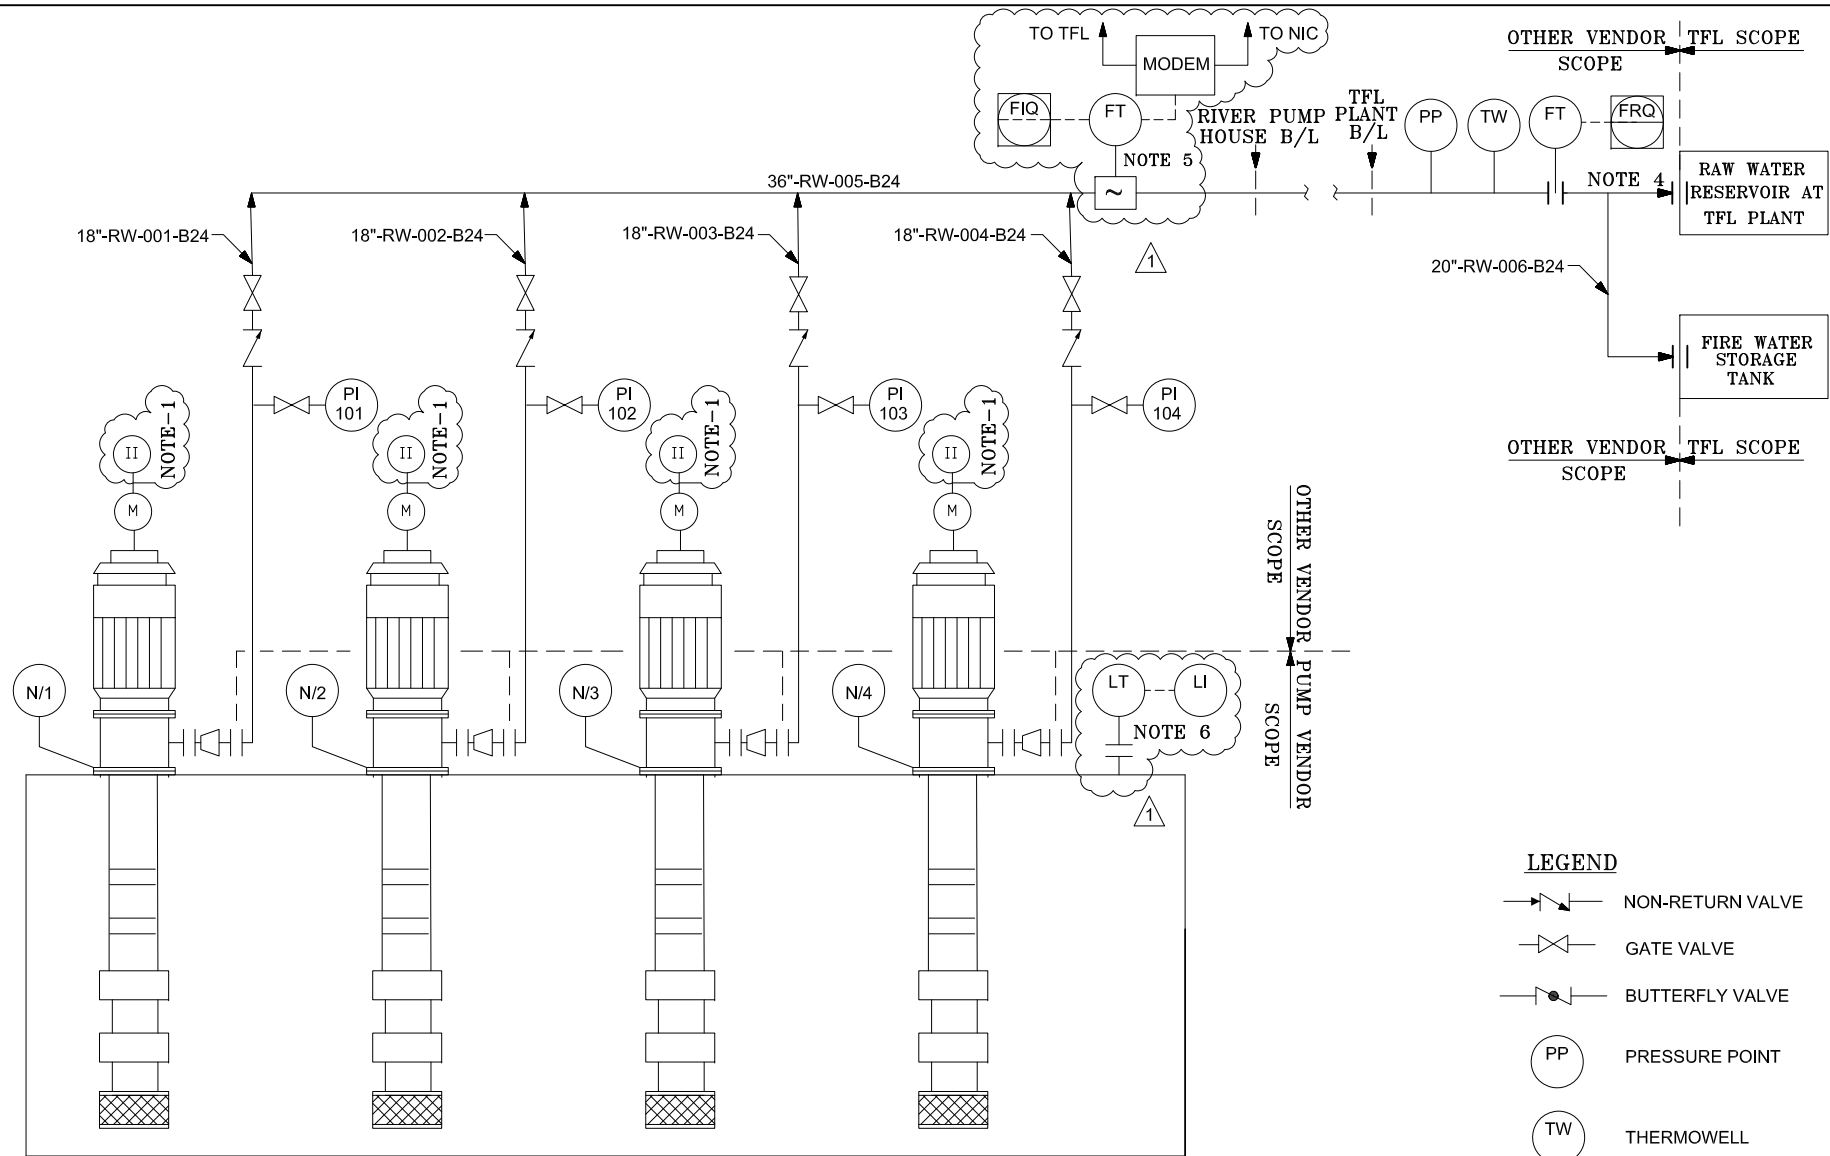 TO TFL
TO NIC
MODEM
FIQ
FT
NOTE 5
~
1
RIVER PUMP
HOUSE B/L
TFL
PLANT
B/L
PP
TW
FT
FRQ
OTHER VENDOR
SCOPE
TFL SCOPE
NOTE 4
RAW WATER
RESERVOIR AT
TFL PLANT
36"-RW-005-B24
18"-RW-001-B24
18"-RW-002-B24
18"-RW-003-B24
18"-RW-004-B24
20"-RW-006-B24
FIRE WATER
STORAGE
TANK
OTHER VENDOR
SCOPE
TFL SCOPE
PI
101
PI
102
PI
103
PI
104
II
NOTE-1
II
NOTE-1
II
NOTE-1
II
NOTE-1
M
M
M
M
OTHER VENDOR
SCOPE
PUMP VENDOR
SCOPE
N/1
N/2
N/3
N/4
LT
LI
NOTE 6
1
LEGEND
NON-RETURN VALVE
GATE VALVE
BUTTERFLY VALVE
PP
PRESSURE POINT
TW
THERMOWELL